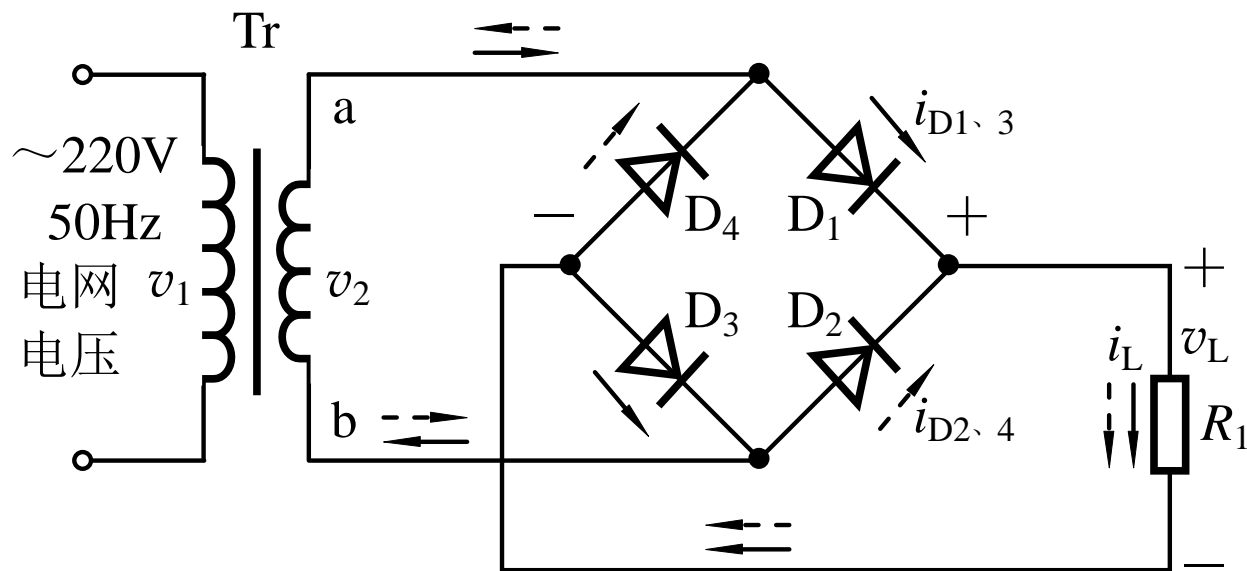 Tr
a
～220V
50Hz
电网 v₁
电压
v₂
b
i_D1、3
D₄
D₁
−
+
D₃
D₂
+
i_L
v_L
i_D2、4
R₁
−